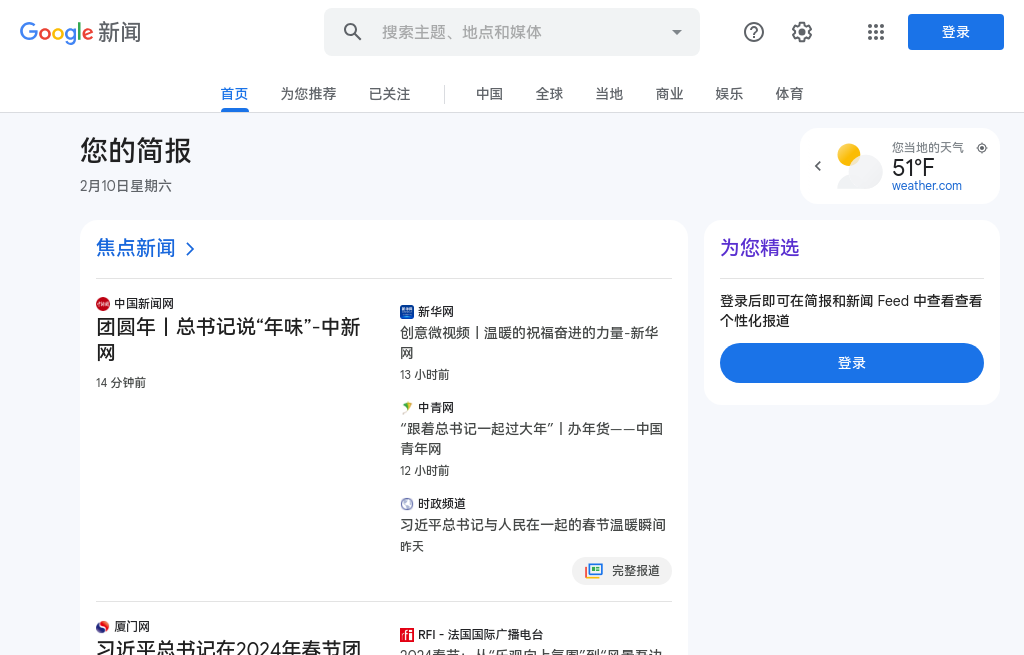 Google 新闻
搜索主题、地点和媒体
登录
首页
为您推荐
已关注
中国
全球
当地
商业
娱乐
体育
您的简报
2月10日星期六
您当地的天气
51°F
weather.com
焦点新闻
中国新闻网
团圆年丨总书记说“年味”-中新
网
14 分钟前
新华网
创意微视频丨温暖的祝福奋进的力量-新华
网
13 小时前
中青网
“跟着总书记一起过大年”丨办年货——中国
青年网
12 小时前
时政频道
习近平总书记与人民在一起的春节温暖瞬间
昨天
完整报道
厦门网
习近平总书记在2024年春节团
RFI - 法国国际广播电台
2024春节：从“乐观向上氛围”到“风景吾边
为您精选
登录后即可在简报和新闻 Feed 中查看查看
个性化报道
登录